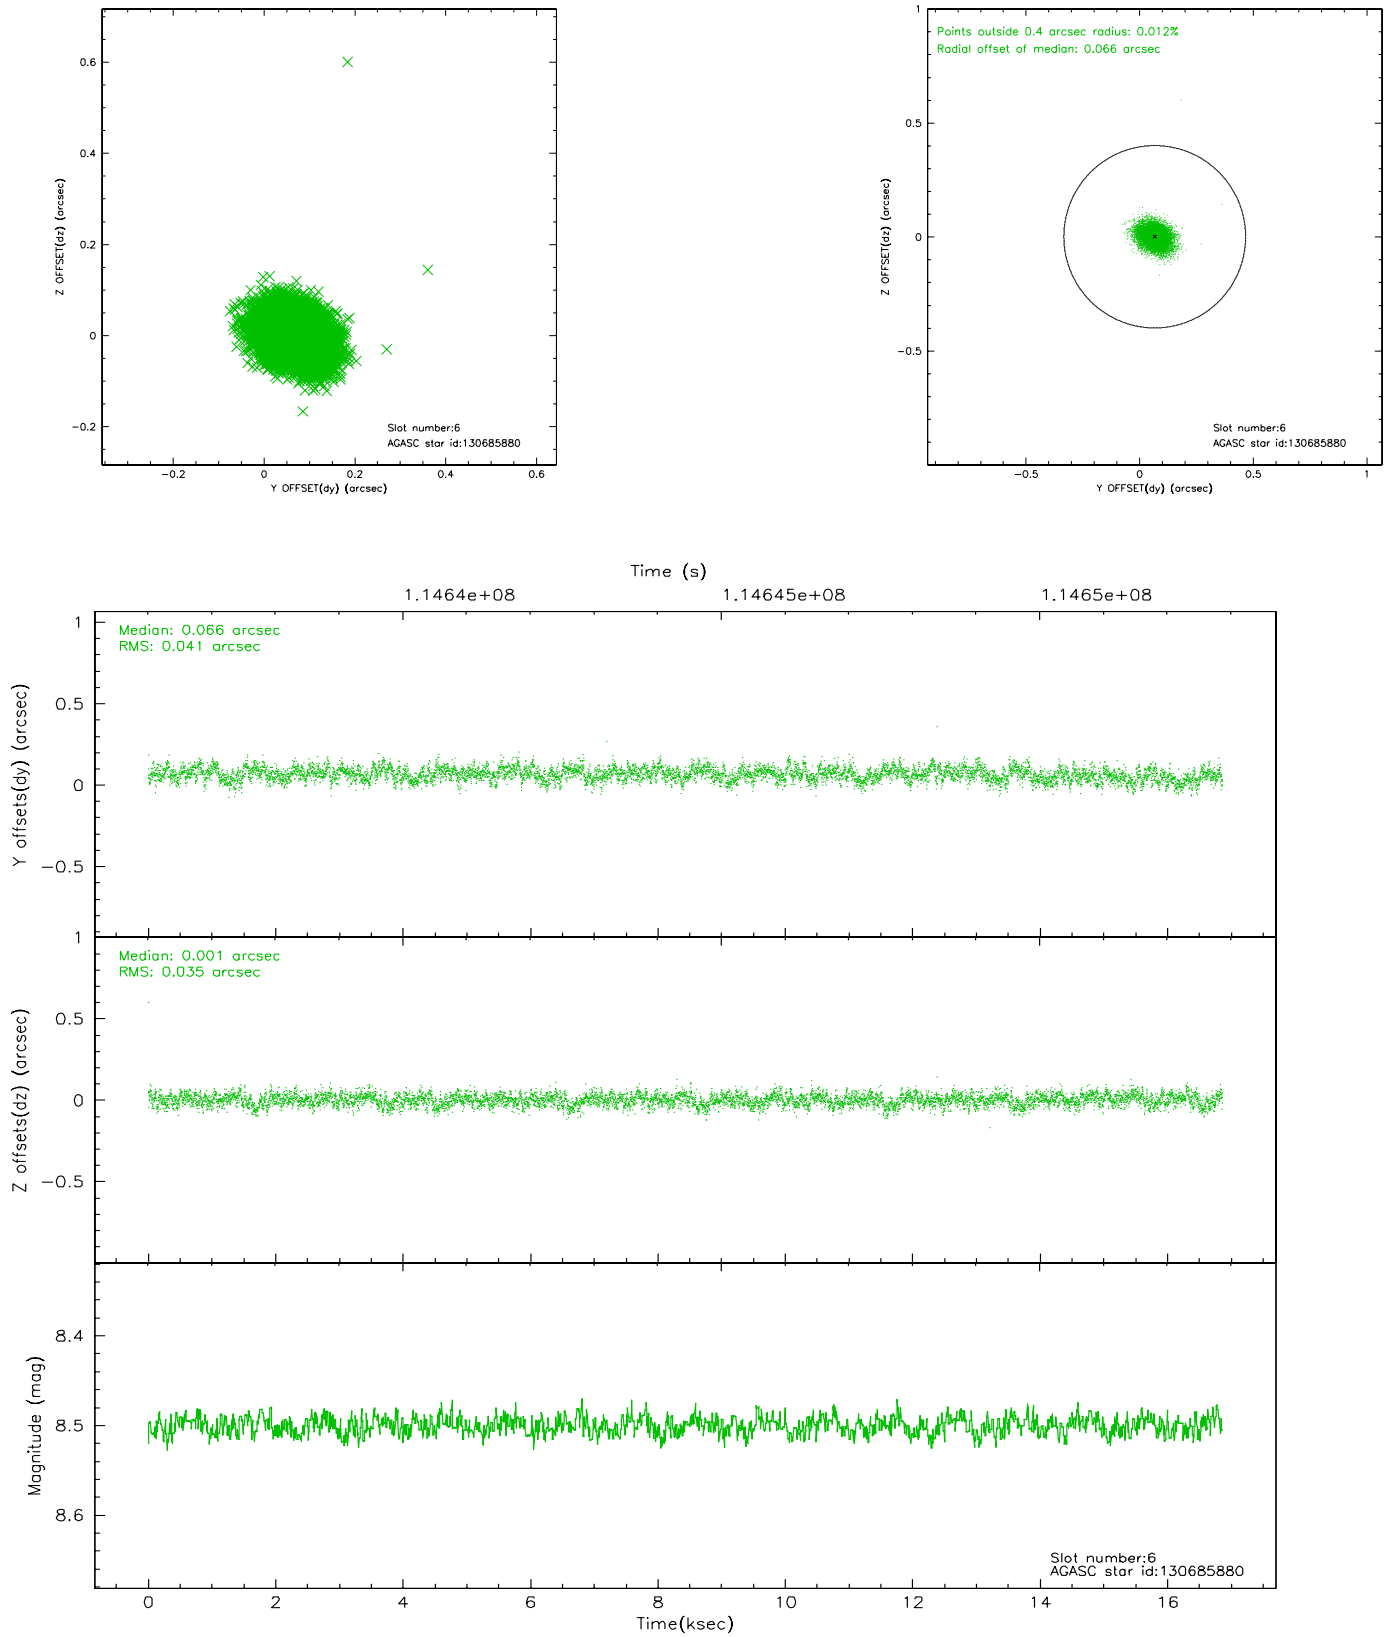 0.6
0.4
0.2
0
−0.2
Z OFFSET(dz) (arcsec)
Slot number:6
AGASC star id:130685880
−0.2
0
0.2
0.4
0.6
Y OFFSET(dy) (arcsec)
Points outside 0.4 arcsec radius: 0.012%
Radial offset of median: 0.066 arcsec
1
0.5
0
−0.5
Z OFFSET(dz) (arcsec)
Slot number:6
AGASC star id:130685880
−0.5
0
0.5
1
Y OFFSET(dy) (arcsec)
Time (s)
1.1464e+08
1.14645e+08
1.1465e+08
Median: 0.066 arcsec
RMS: 0.041 arcsec
1
0.5
0
−0.5
Y offsets(dy) (arcsec)
Median: 0.001 arcsec
RMS: 0.035 arcsec
1
0.5
0
−0.5
Z offsets(dz) (arcsec)
8.4
8.5
8.6
Magnitude (mag)
Slot number:6
AGASC star id:130685880
0
2
4
6
8
10
12
14
16
Time(ksec)